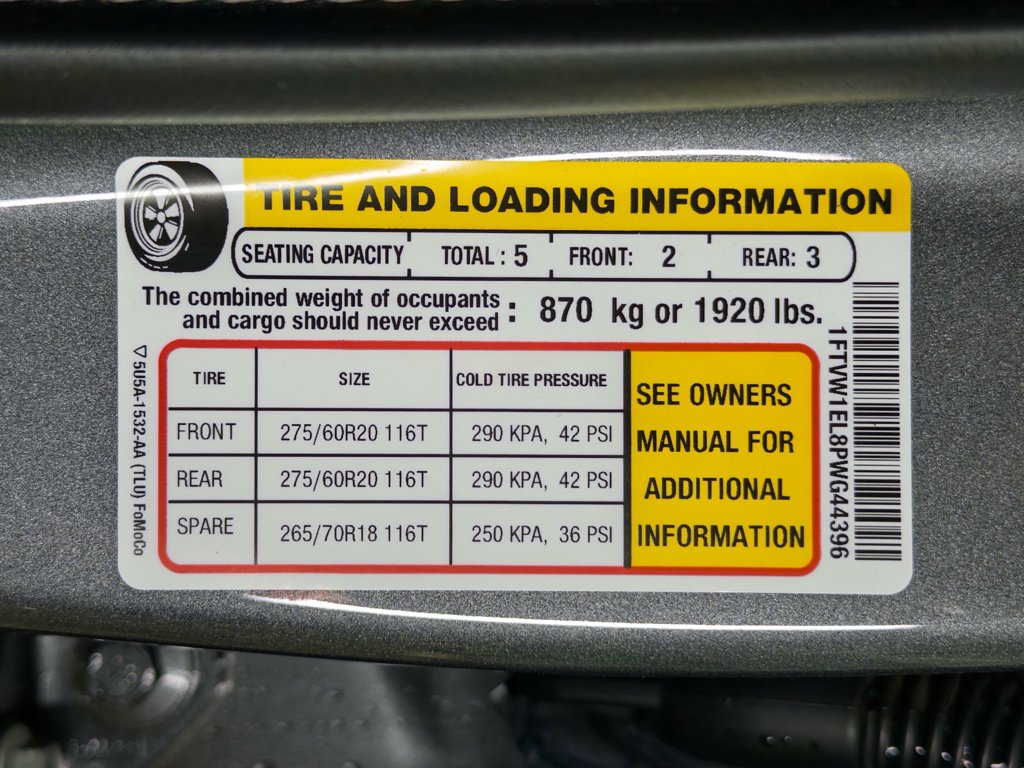 TIRE AND LOADING INFORMATION
SEATING CAPACITY TOTAL : 5 FRONT: 2 REAR: 3
The combined weight of occupants
and cargo should never exceed : 870 kg or 1920 lbs.
TIRE SIZE COLD TIRE PRESSURE
FRONT 275/60R20 116T 290 KPA, 42 PSI
REAR 275/60R20 116T 290 KPA, 42 PSI
SPARE 265/70R18 116T 250 KPA, 36 PSI
SEE OWNERS
MANUAL FOR
ADDITIONAL
INFORMATION
▽5U5A-1532-AA (TLU) FoMoCo
1FTVW1EL8PWG44396